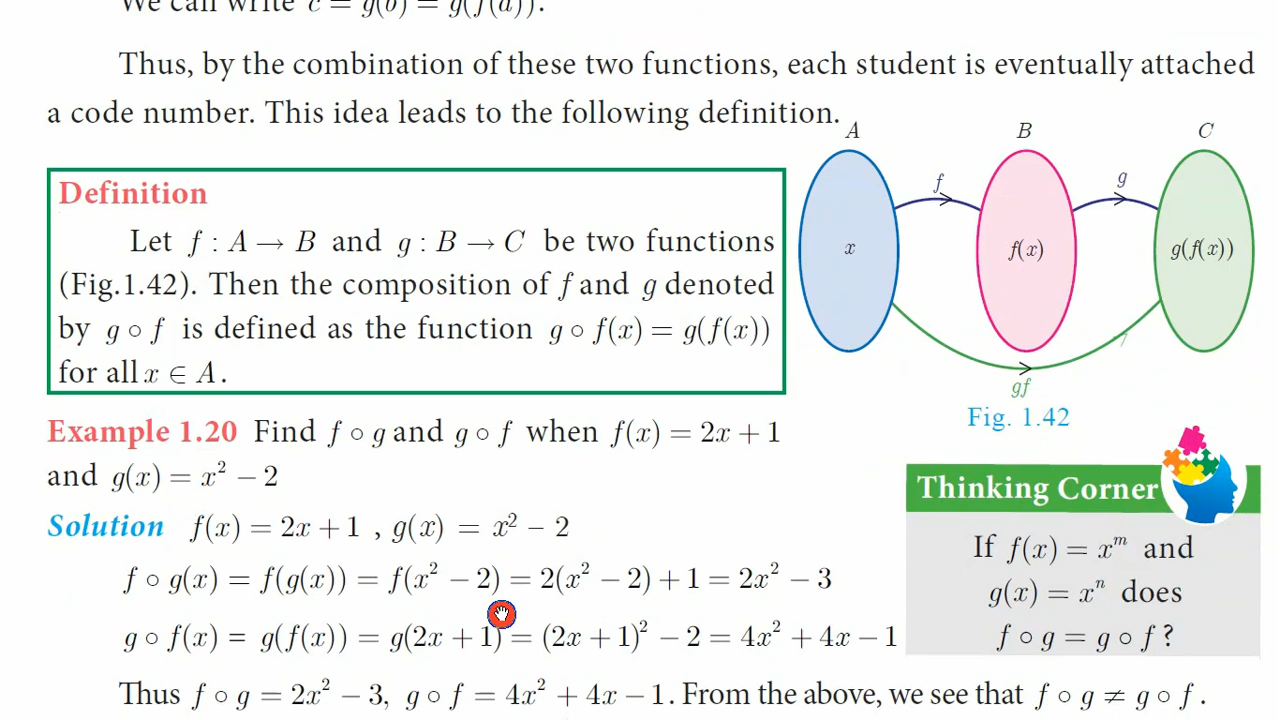 We can write c = g(b) = g(f(a)).
Thus, by the combination of these two functions, each student is eventually attached
a code number. This idea leads to the following definition.
Definition
Let f : A → B and g : B → C be two functions
(Fig.1.42). Then the composition of f and g denoted
by g ∘ f is defined as the function g ∘ f(x) = g(f(x))
for all x ∈ A.
A B C
f g
x f(x) g(f(x))
gf
Fig. 1.42
Example 1.20 Find f ∘ g and g ∘ f when f(x) = 2x + 1
and g(x) = x² − 2
Solution f(x) = 2x + 1 , g(x) = x² − 2
f ∘ g(x) = f(g(x)) = f(x² − 2) = 2(x² − 2) + 1 = 2x² − 3
g ∘ f(x) = g(f(x)) = g(2x + 1) = (2x + 1)² − 2 = 4x² + 4x − 1
Thus f ∘ g = 2x² − 3, g ∘ f = 4x² + 4x − 1. From the above, we see that f ∘ g ≠ g ∘ f .
Thinking Corner
If f(x) = xᵐ and
g(x) = xⁿ does
f ∘ g = g ∘ f ?